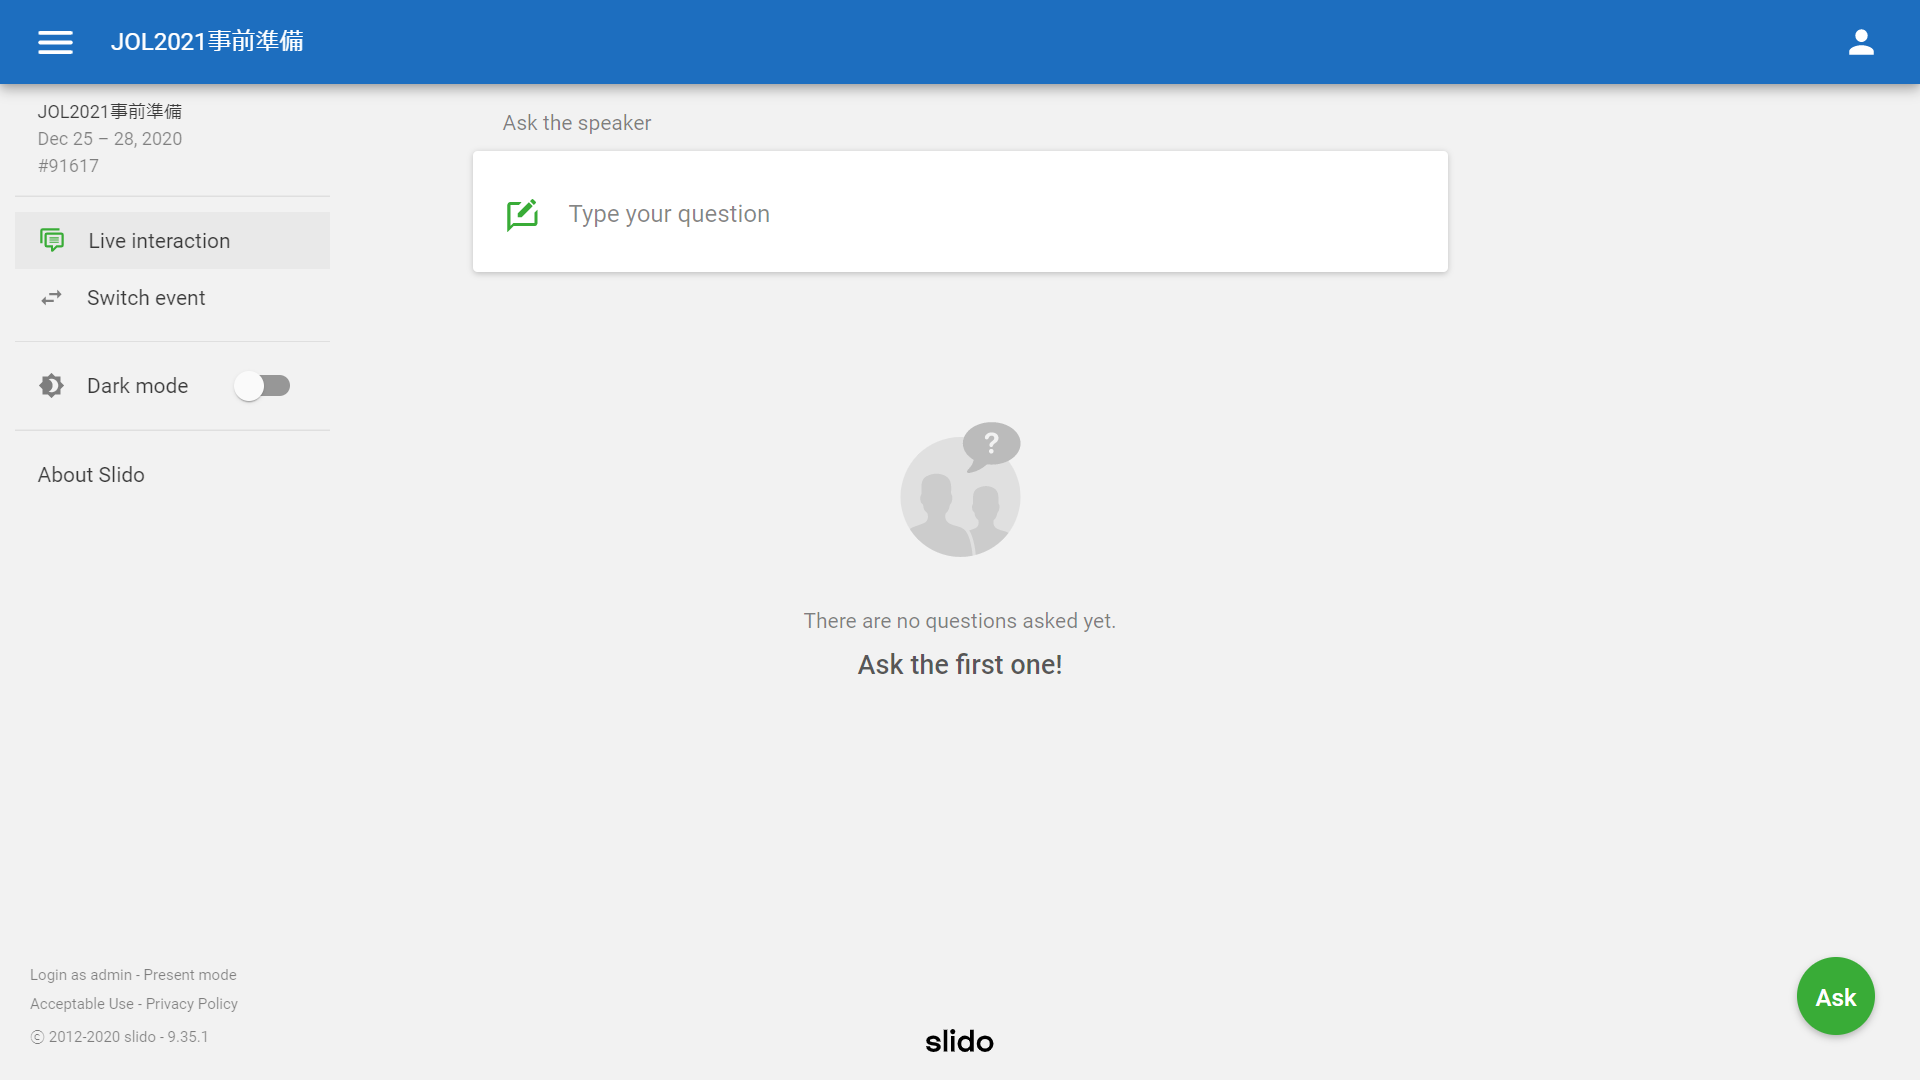 JOL2021事前準備
JOL2021事前準備
Dec 25 – 28, 2020
#91617
Live interaction
Switch event
Dark mode
About Slido
Ask the speaker
Type your question
?
There are no questions asked yet.
Ask the first one!
Login as admin - Present mode
Acceptable Use - Privacy Policy
ⓒ 2012-2020 slido - 9.35.1
slido
Ask